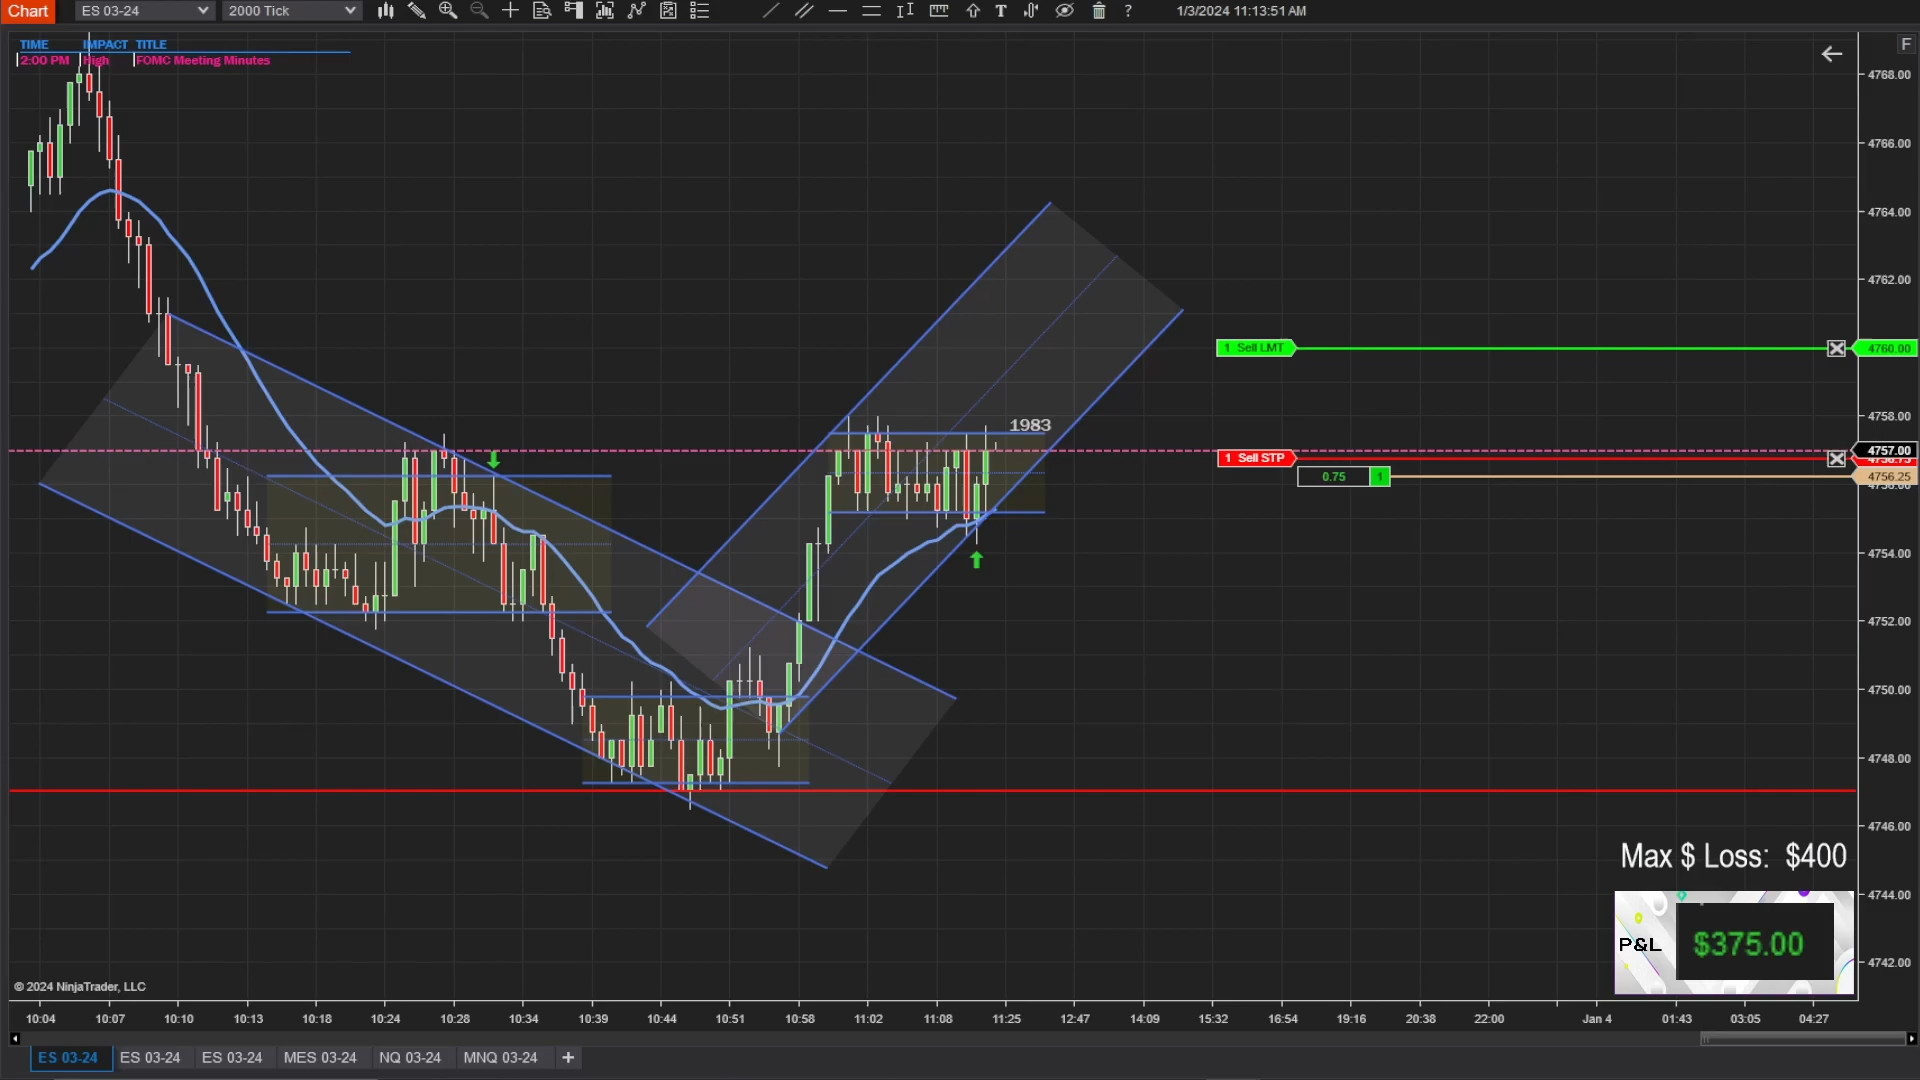 Chart ES 03-24 2000 Tick T ? 1/3/2024 11:13:51 AM
TIME IMPACT TITLE
2:00 PM High FOMC Meeting Minutes
F
4768.00
4766.00
4764.00
4762.00
1 Sell LMT 4760.00
4758.00
1983
4757.00
1 Sell STP
0.75 1 4756.25
4754.00
4752.00
4750.00
4748.00
4746.00
Max $ Loss: $400
4744.00
P&L $375.00
4742.00
© 2024 NinjaTrader, LLC
10:04 10:07 10:10 10:13 10:18 10:24 10:28 10:34 10:39 10:44 10:51 10:58 11:02 11:08 11:25 12:47 14:09 15:32 16:54 19:16 20:38 22:00 Jan 4 01:43 03:05 04:27
ES 03-24 ES 03-24 ES 03-24 MES 03-24 NQ 03-24 MNQ 03-24 +